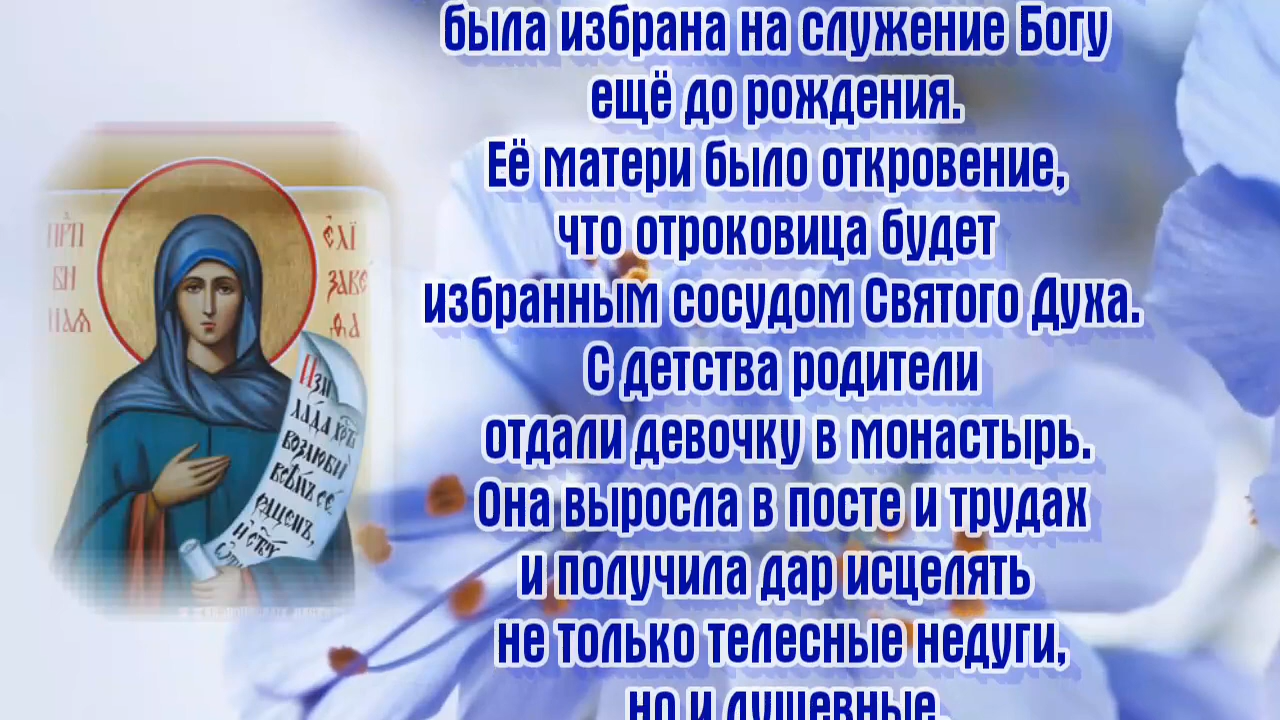 была избрана на служение Богу
ещё до рождения.
Её матери было откровение,
что отроковица будет
избранным сосудом Святого Духа.
С детства родители
отдали девочку в монастырь.
Она выросла в посте и трудах
и получила дар исцелять
не только телесные недуги,
но и душевные.